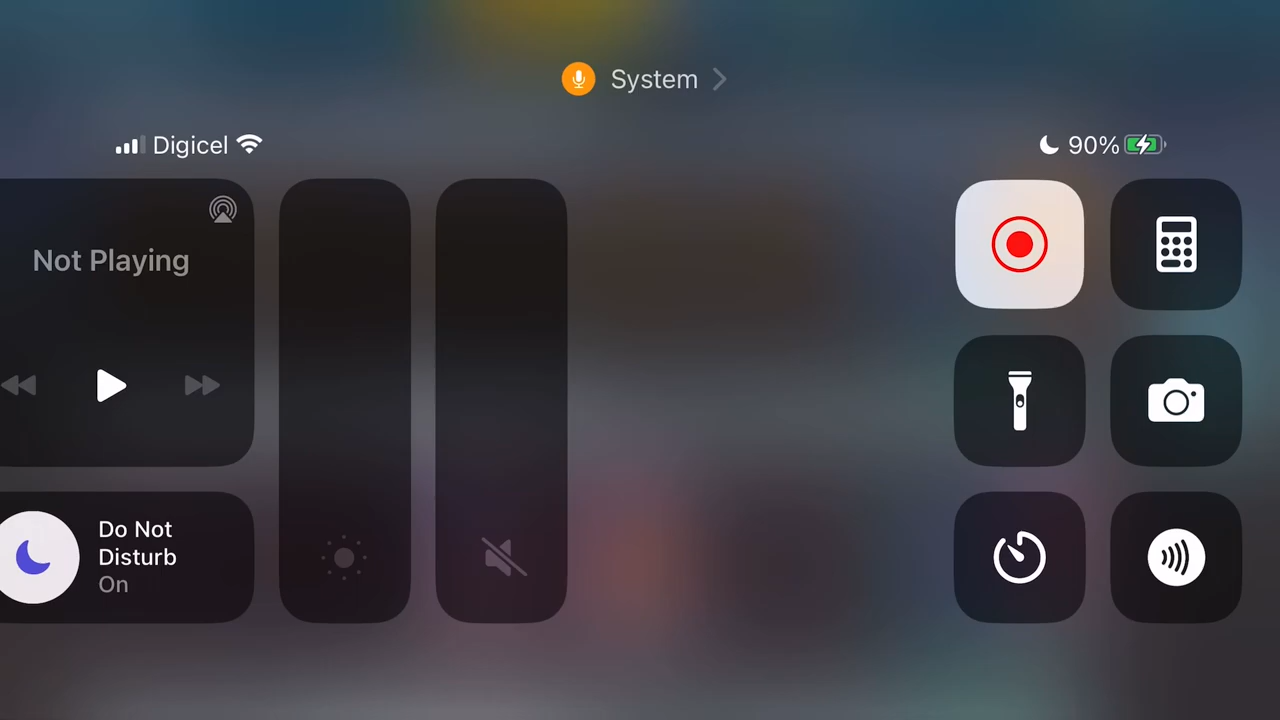 System
Digicel
90%
Not Playing
Do Not
Disturb
On